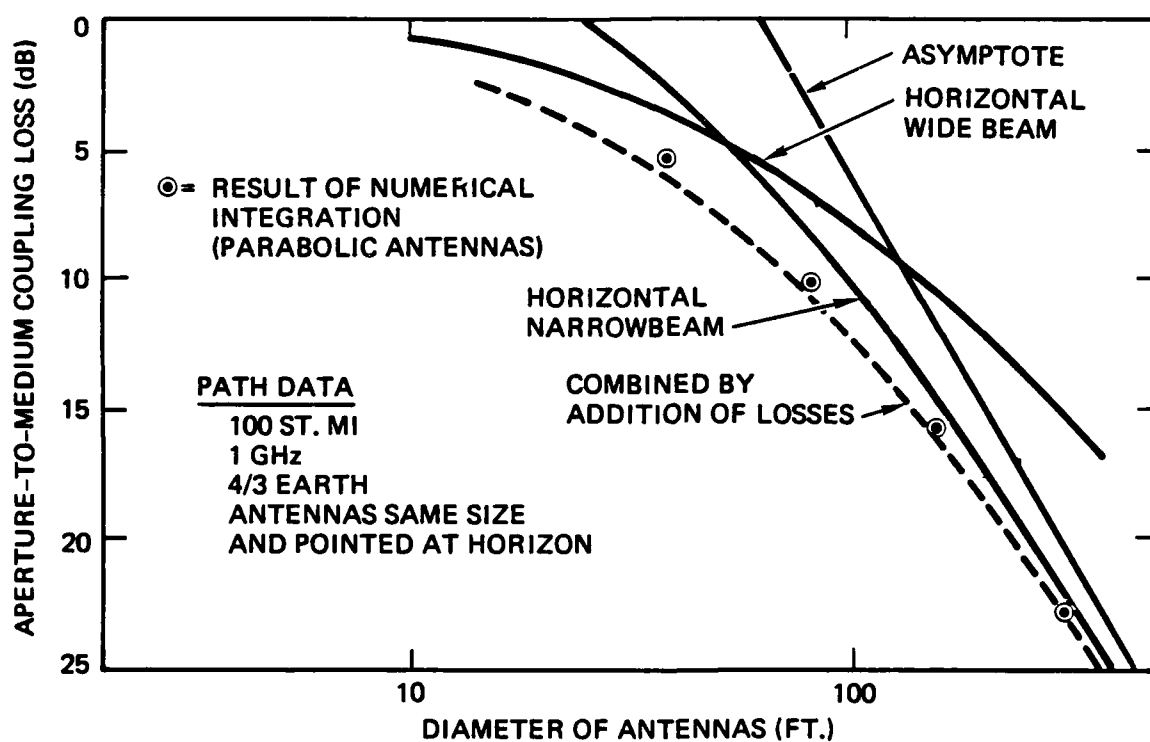 APERTURE-TO-MEDIUM COUPLING LOSS (dB)
0
5
10
15
20
25
ASYMPTOTE
HORIZONTAL
WIDE BEAM
= RESULT OF NUMERICAL
INTEGRATION
(PARABOLIC ANTENNAS)
HORIZONTAL
NARROWBEAM
COMBINED BY
ADDITION OF LOSSES
PATH DATA
100 ST. MI
1 GHz
4/3 EARTH
ANTENNAS SAME SIZE
AND POINTED AT HORIZON
10
100
DIAMETER OF ANTENNAS (FT.)